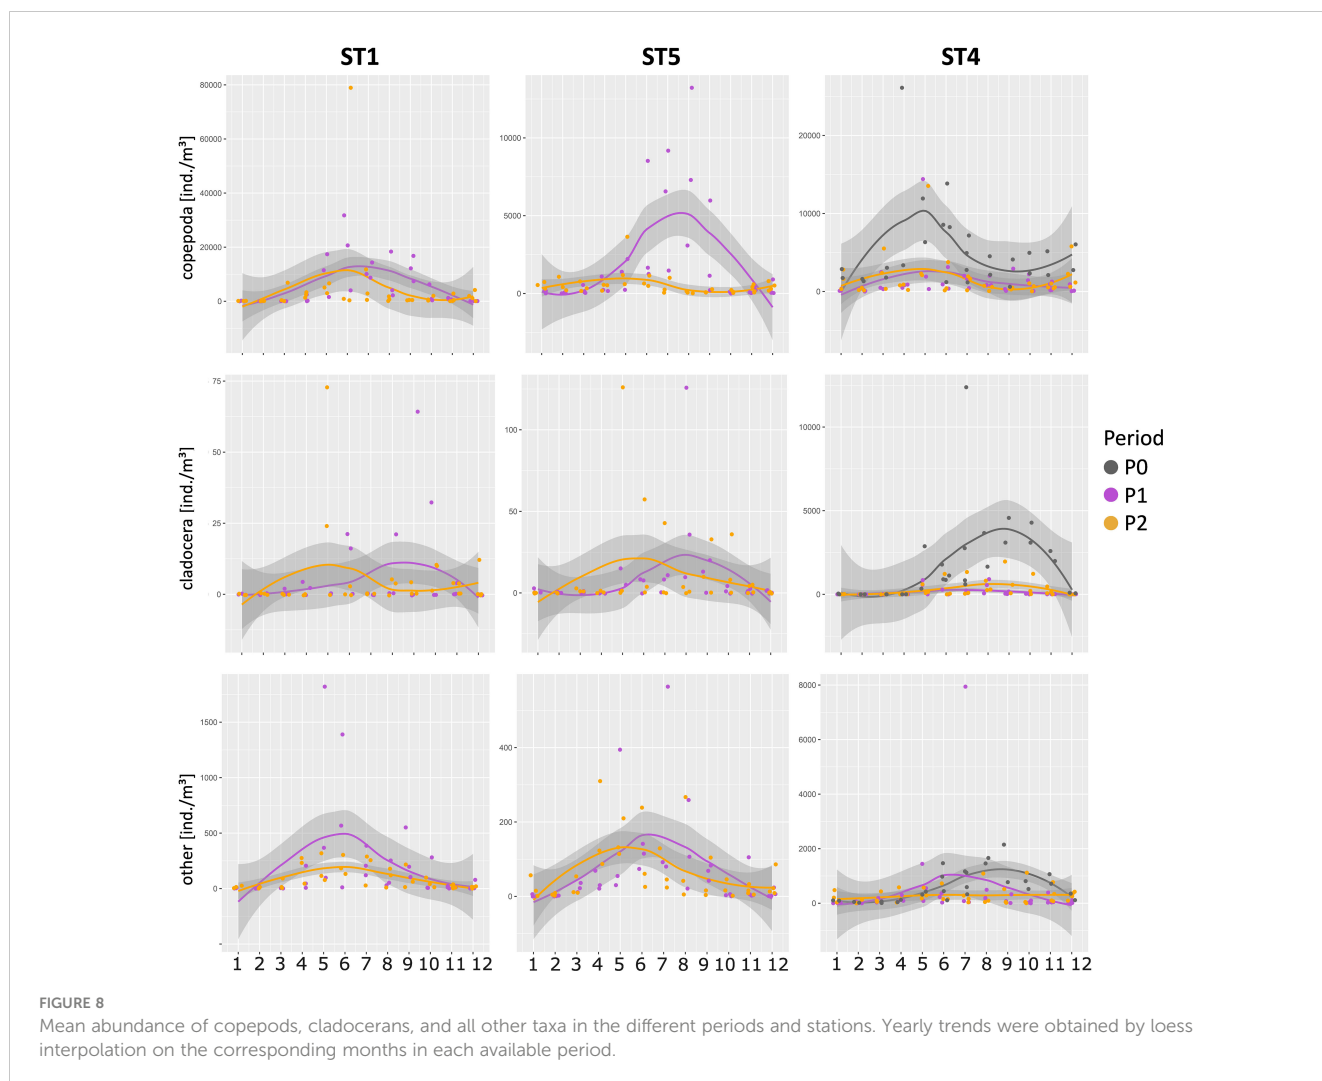 ST1 ST5 ST4
copepoda [ind./m³]
80000
60000
40000
20000
0
10000
5000
0
20000
10000
0
cladocera [ind./m³]
75
50
25
0
100
50
0
10000
5000
0
Period
P0
P1
P2
other [ind./m³]
1500
1000
500
0
400
200
0
8000
6000
4000
2000
0
1 2 3 4 5 6 7 8 9 10 11 12 1 2 3 4 5 6 7 8 9 10 11 12 1 2 3 4 5 6 7 8 9 10 11 12
FIGURE 8
Mean abundance of copepods, cladocerans, and all other taxa in the different periods and stations. Yearly trends were obtained by loess
interpolation on the corresponding months in each available period.